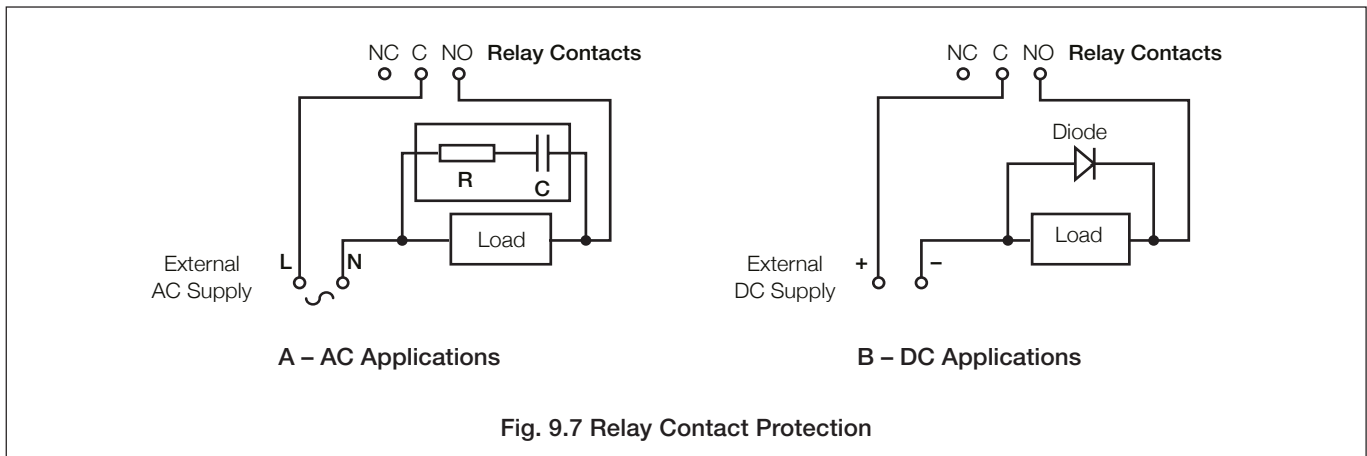 NC C NO Relay Contacts
R
C
Load
External
AC Supply
L
N
A – AC Applications
NC C NO Relay Contacts
Diode
Load
External
DC Supply
+
–
B – DC Applications
Fig. 9.7 Relay Contact Protection